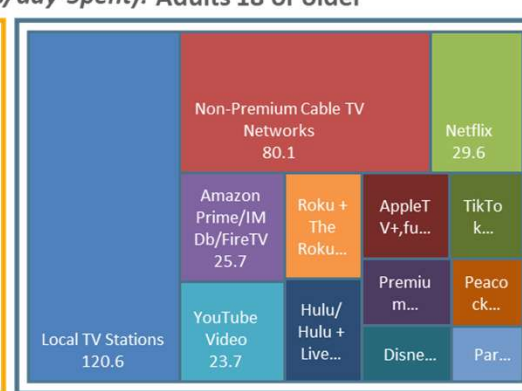 /day Spent): Adults 18 or older
Non-Premium Cable TV
Networks
80.1
Netflix
29.6
Amazon
Prime/IM
Db/FireTV
25.7
Roku +
The
Roku...
AppleT
V+,fu...
TikTo
k...
Premiu
m...
Peaco
ck...
Local TV Stations
120.6
YouTube
Video
23.7
Hulu/
Hulu +
Live...
Disne...
Par...